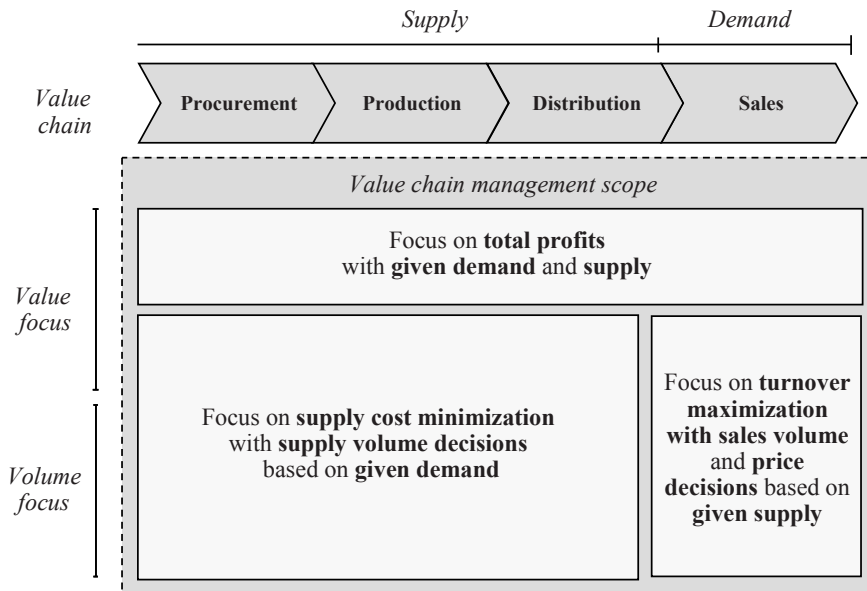 Supply
Demand
Value
chain
Procurement
Production
Distribution
Sales
Value chain management scope
Value
focus
Focus on total profits
with given demand and supply
Volume
focus
Focus on supply cost minimization
with supply volume decisions
based on given demand
Focus on turnover
maximization
with sales volume
and price
decisions based on
given supply